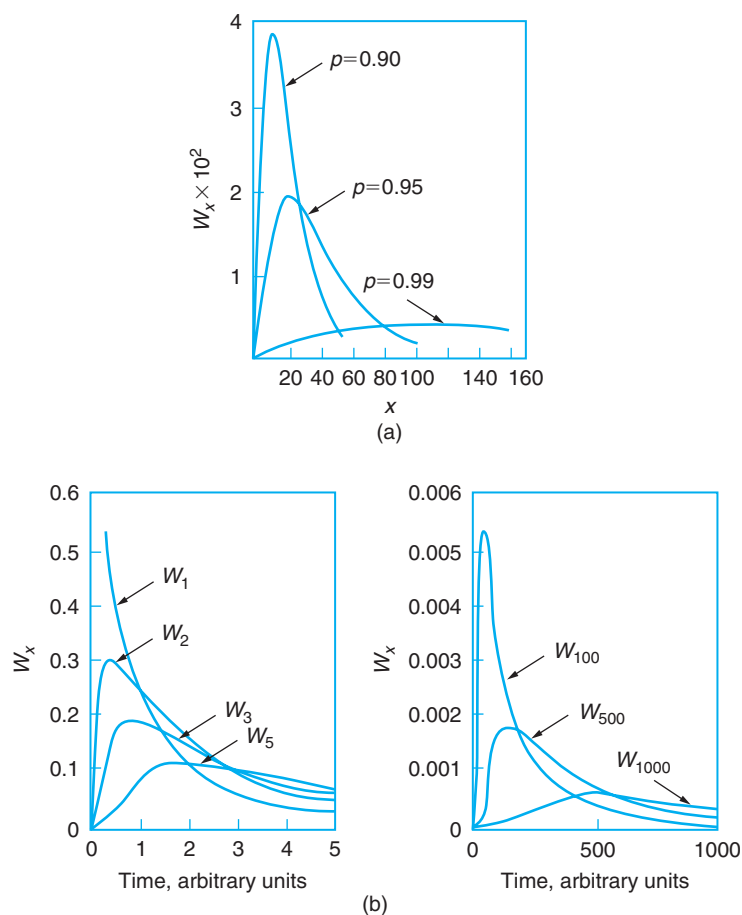 4
3
2
1
W_x × 10^2
p=0.90
p=0.95
p=0.99
20 40 60 80 100 140 160
x
(a)
0.6
0.5
0.4
0.3
0.2
0.1
0
W_x
W_1
W_2
W_3
W_5
0 1 2 3 4 5
Time, arbitrary units
0.006
0.005
0.004
0.003
0.002
0.001
0
W_x
W_100
W_500
W_1000
0 500 1000
Time, arbitrary units
(b)